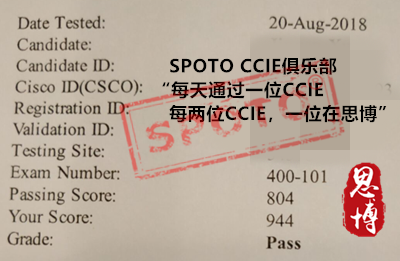 Date Tested: 20-Aug-2018
Candidate:
Candidate ID:
SPOTO CCIE俱乐部
Cisco ID(CSCO):
“每天通过一位CCIE
Registration ID:
每两位CCIE，一位在思博”
Validation ID:
SPOTO
Testing Site:
Exam Number: 400-101
Passing Score: 804
Your Score: 944
Grade: Pass
思博